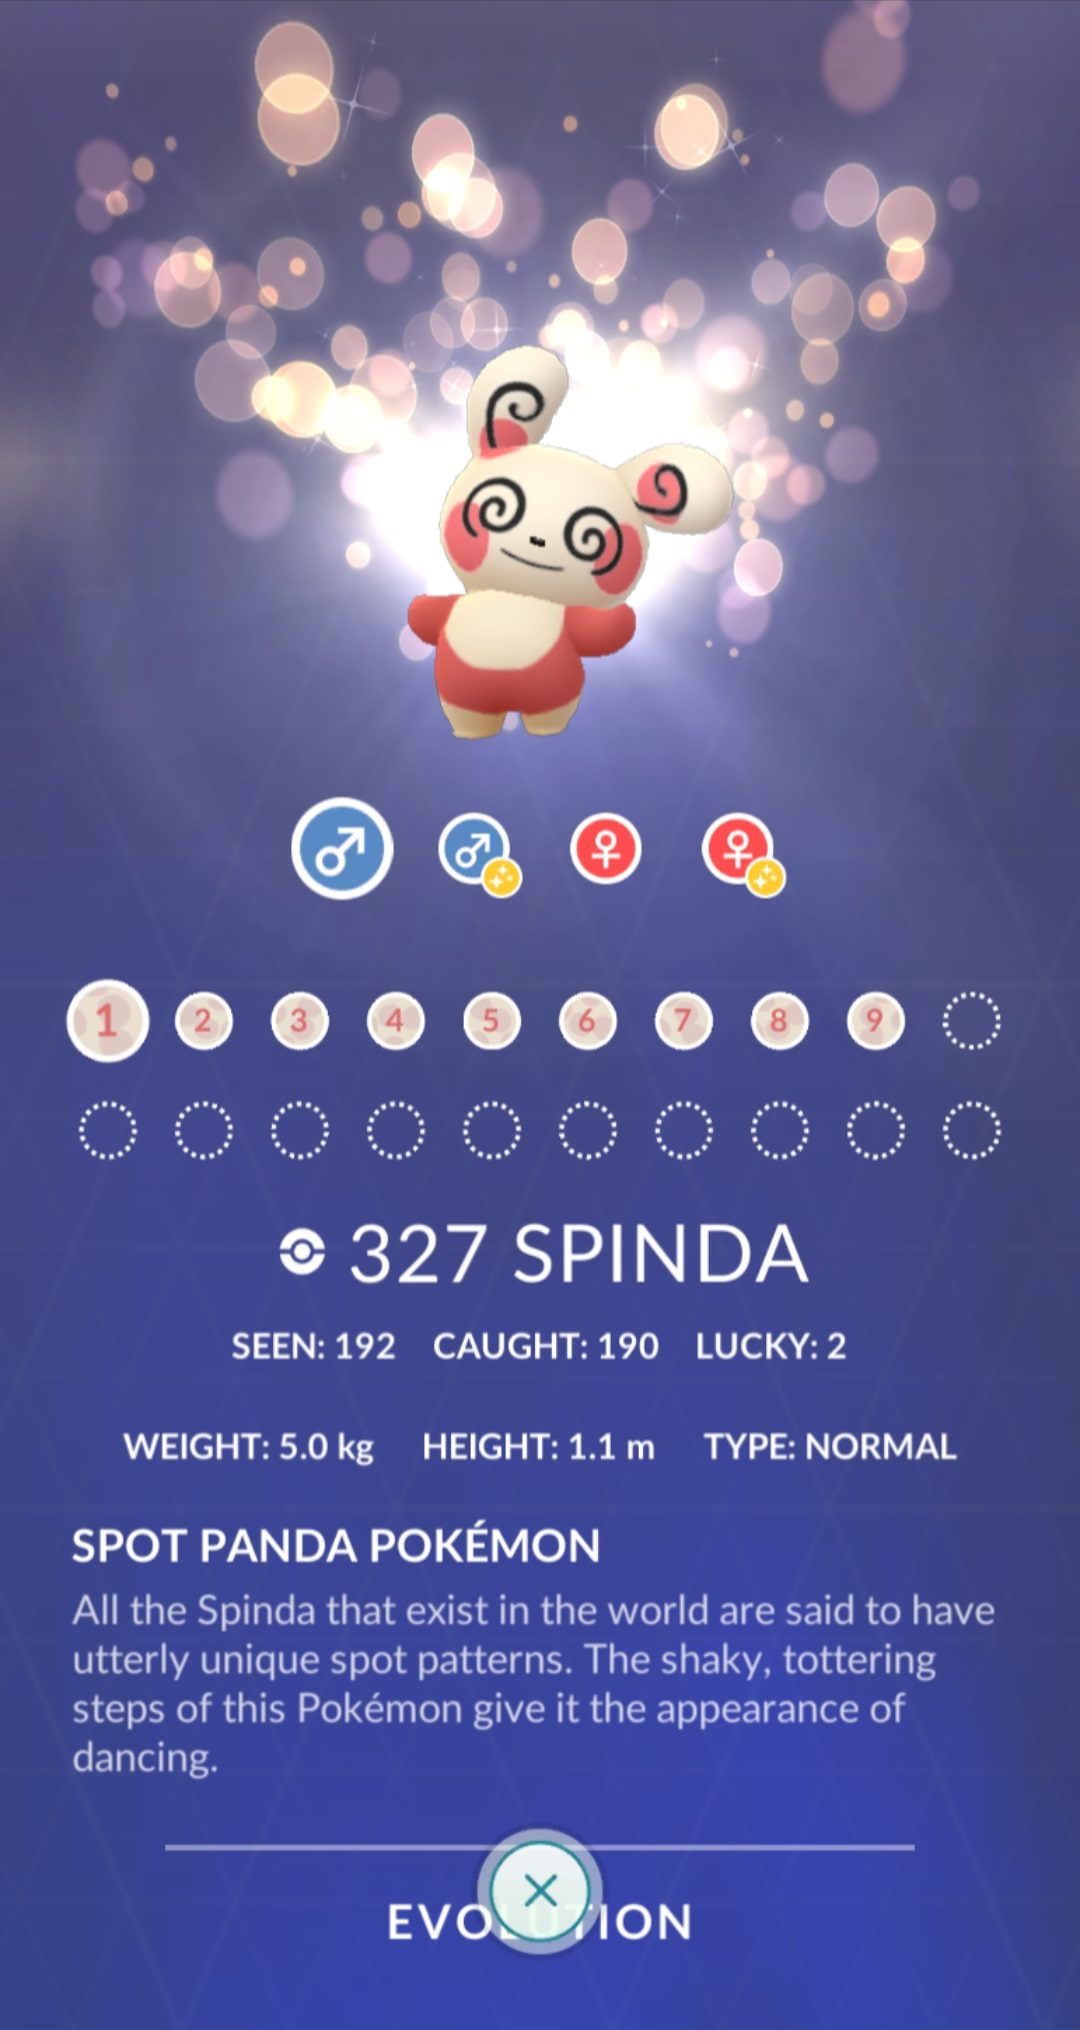 1 2 3 4 5 6 7 8 9
327 SPINDA
SEEN: 192 CAUGHT: 190 LUCKY: 2
WEIGHT: 5.0 kg HEIGHT: 1.1 m TYPE: NORMAL
SPOT PANDA POKÉMON
All the Spinda that exist in the world are said to have
utterly unique spot patterns. The shaky, tottering
steps of this Pokémon give it the appearance of
dancing.
EVOLUTION